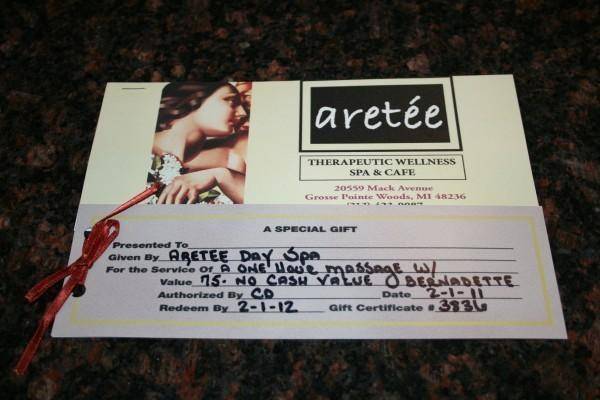 aretée
THERAPEUTIC WELLNESS
SPA & CAFE
20559 Mack Avenue
Grosse Pointe Woods, MI 48236
A SPECIAL GIFT
Presented To
Given By ARETEE DAY SPA
For the Service Of A ONE HOUR MASSAGE W/
Value 75. NO CASH VALUE BERNADETTE
Authorized By CD Date 2-1-11
Redeem By 2-1-12 Gift Certificate # 3836